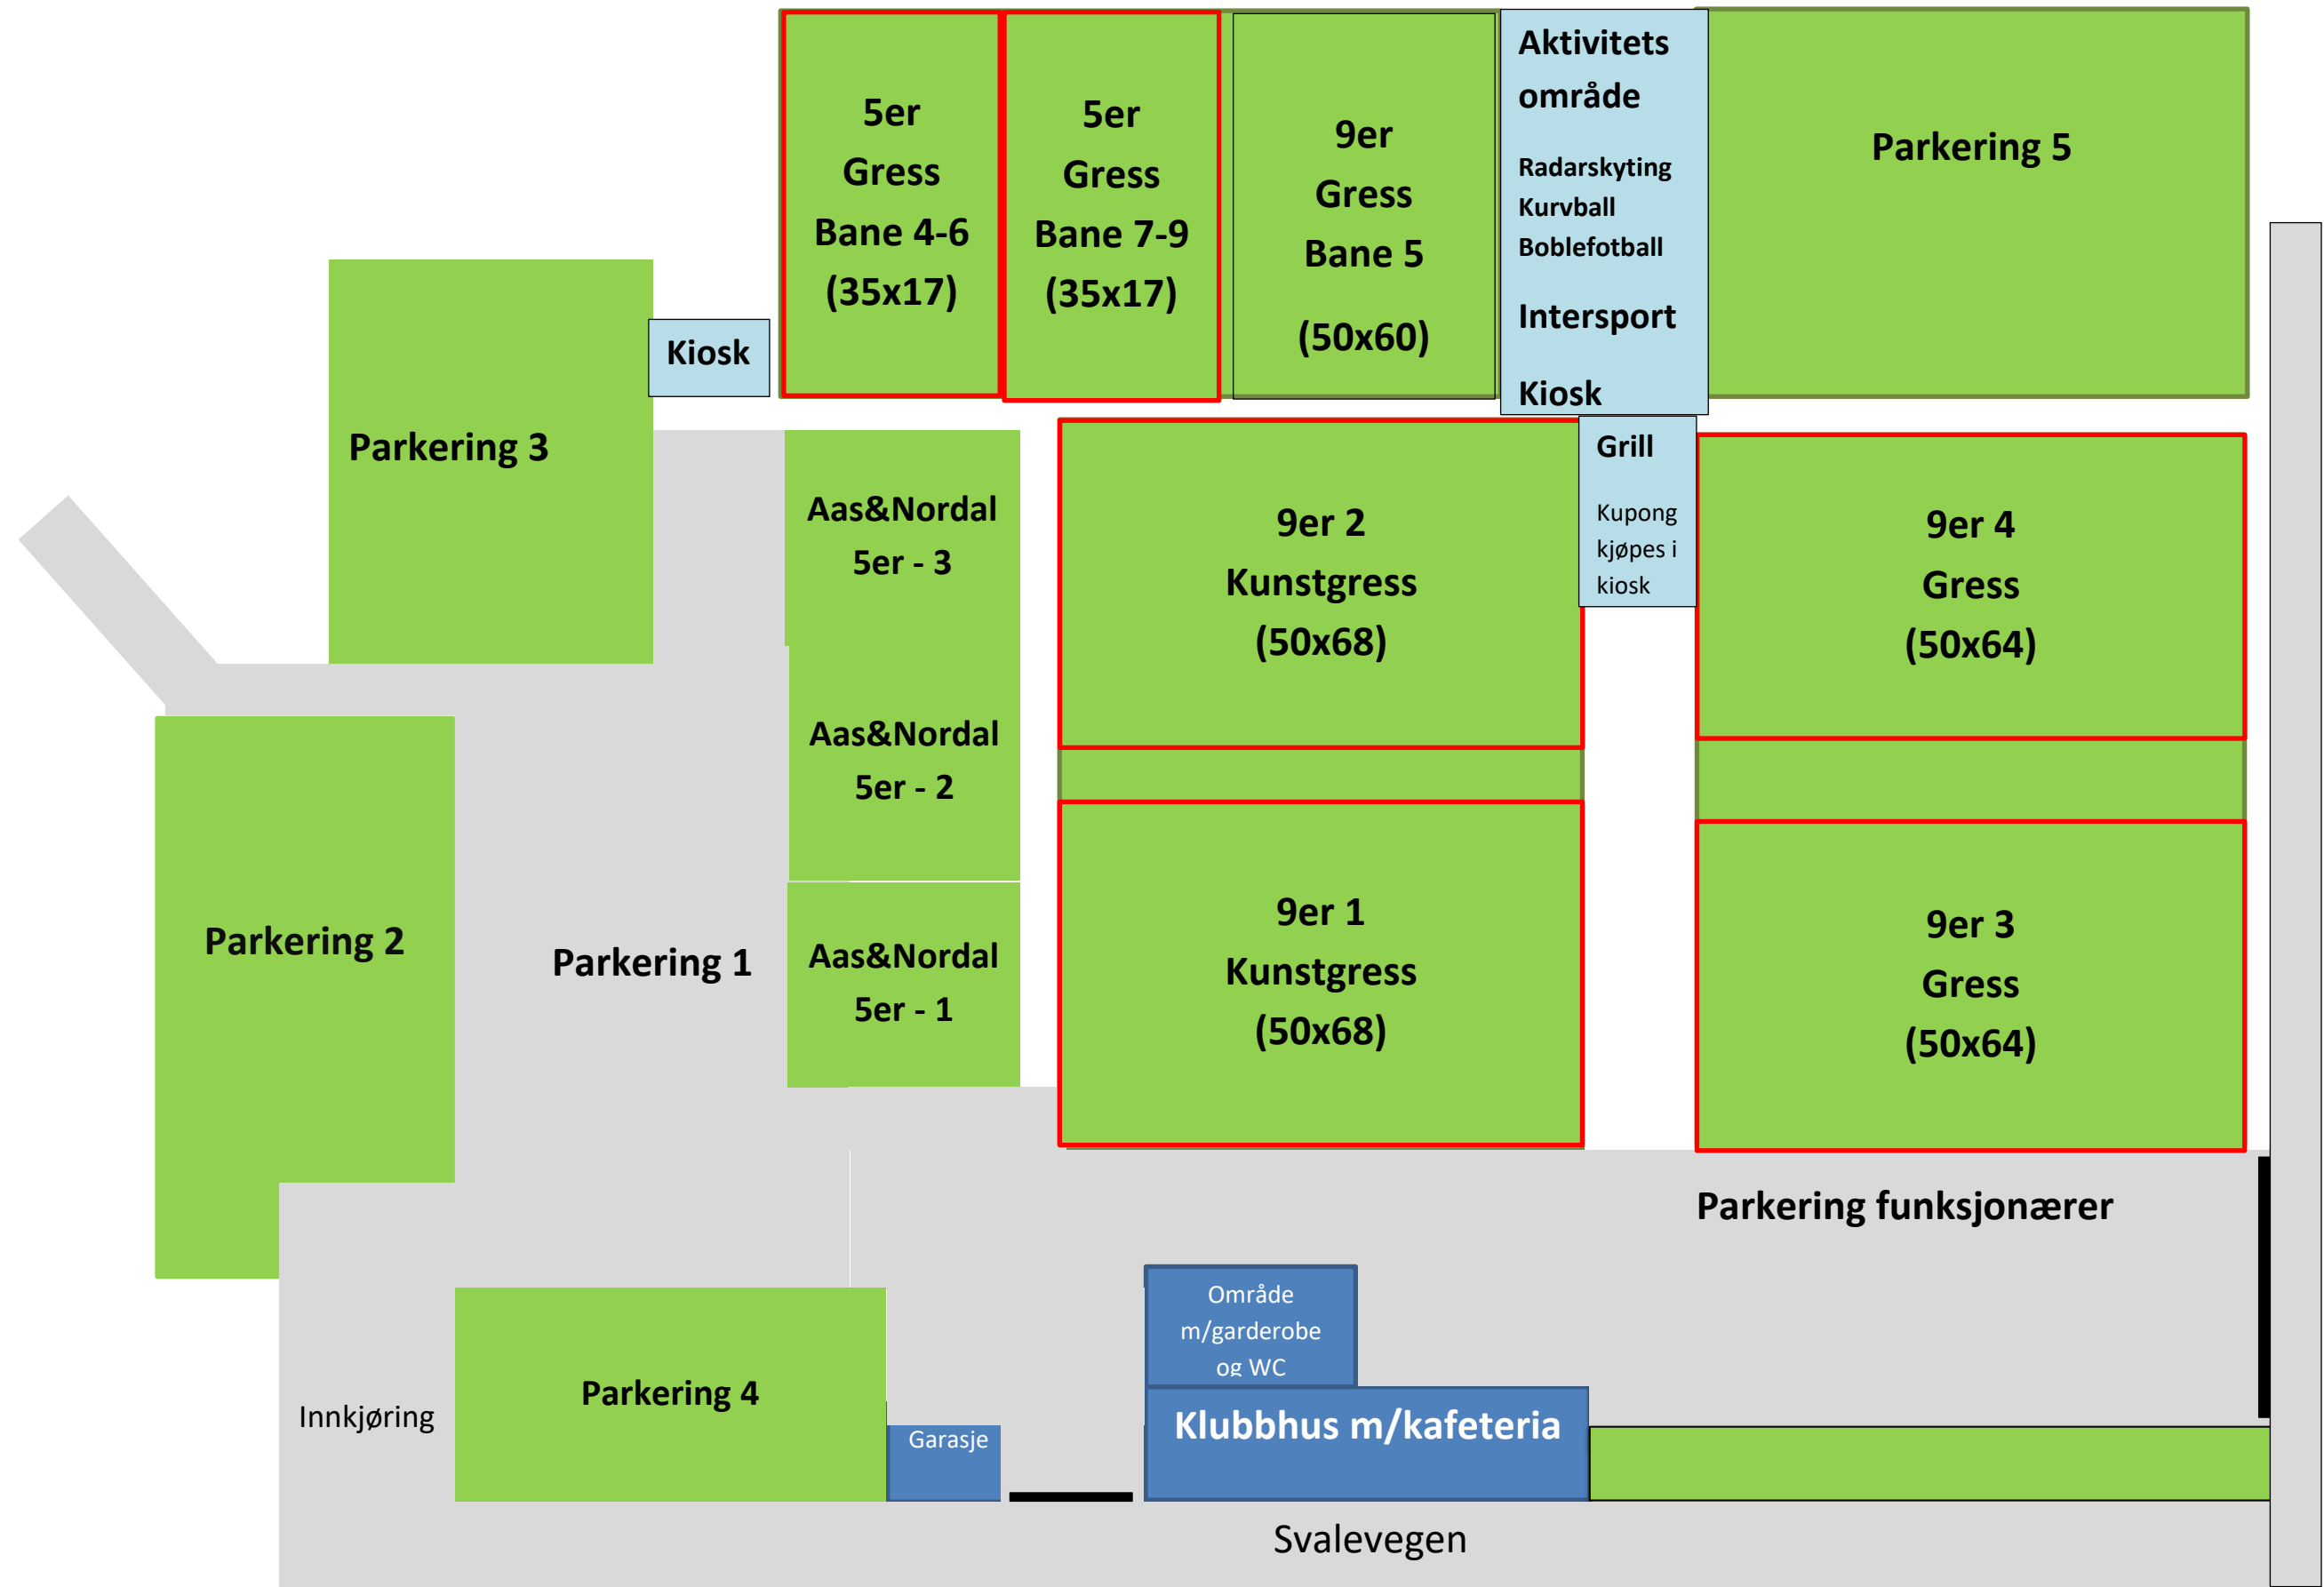 5er
Gress
Bane 4-6
(35x17)
5er
Gress
Bane 7-9
(35x17)
9er
Gress
Bane 5
(50x60)
Aktivitets
område
Radarskyting
Kurvball
Boblefotball
Intersport
Kiosk
Parkering 5
Kiosk
Parkering 3
Aas&Nordal
5er - 3
9er 2
Kunstgress
(50x68)
Grill
Kupong
kjøpes i
kiosk
9er 4
Gress
(50x64)
Aas&Nordal
5er - 2
Parkering 2
Parkering 1
Aas&Nordal
5er - 1
9er 1
Kunstgress
(50x68)
9er 3
Gress
(50x64)
Parkering funksjonærer
Område
m/garderobe
og WC
Innkjøring
Parkering 4
Garasje
Klubbhus m/kafeteria
Svalevegen